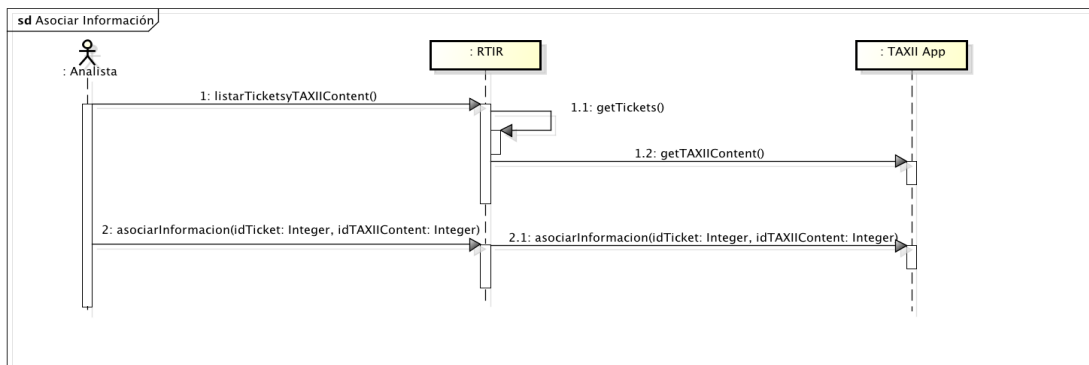 sd Asociar Información
: Analista
: RTIR
: TAXII App
1: listarTicketsyTAXIIContent()
1.1: getTickets()
1.2: getTAXIIContent()
2: asociarInformacion(idTicket: Integer, idTAXIIContent: Integer)
2.1: asociarInformacion(idTicket: Integer, idTAXIIContent: Integer)